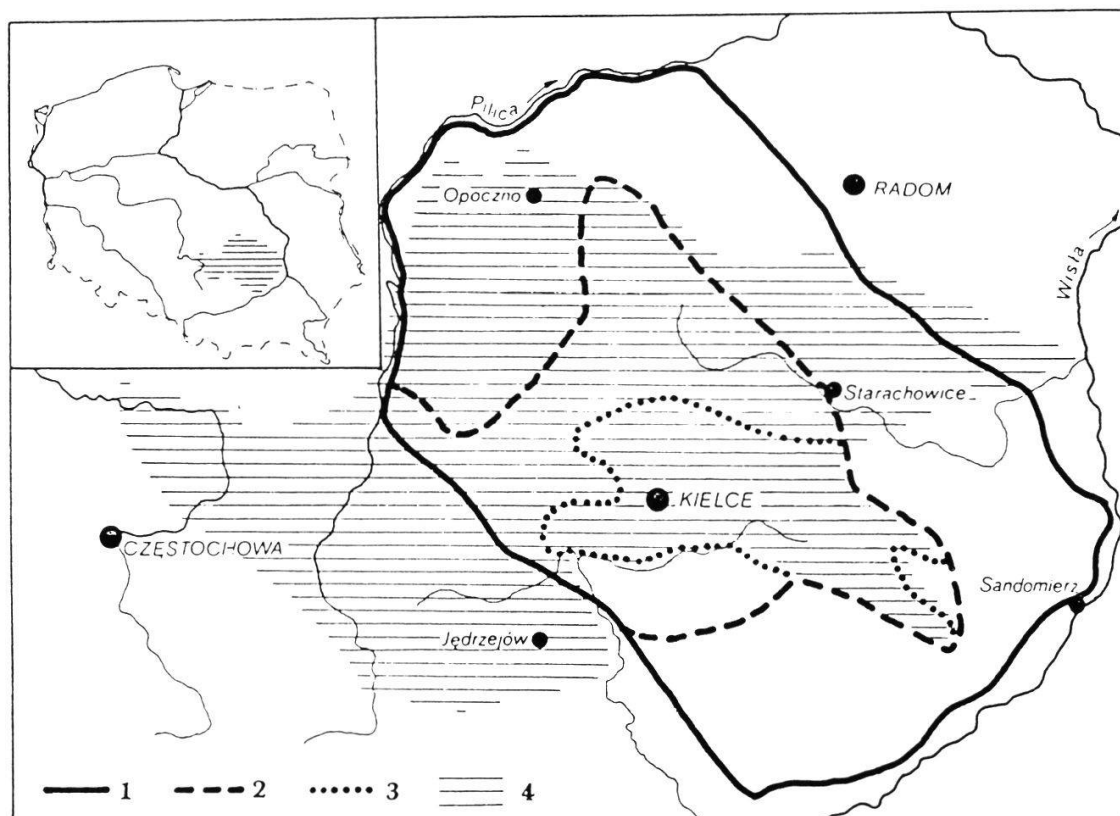 Pilica
Opoczno
RADOM
Wisła
Starachowice
KIELCE
CZĘSTOCHOWA
Sandomierz
Jędrzejów
1 2 3 4